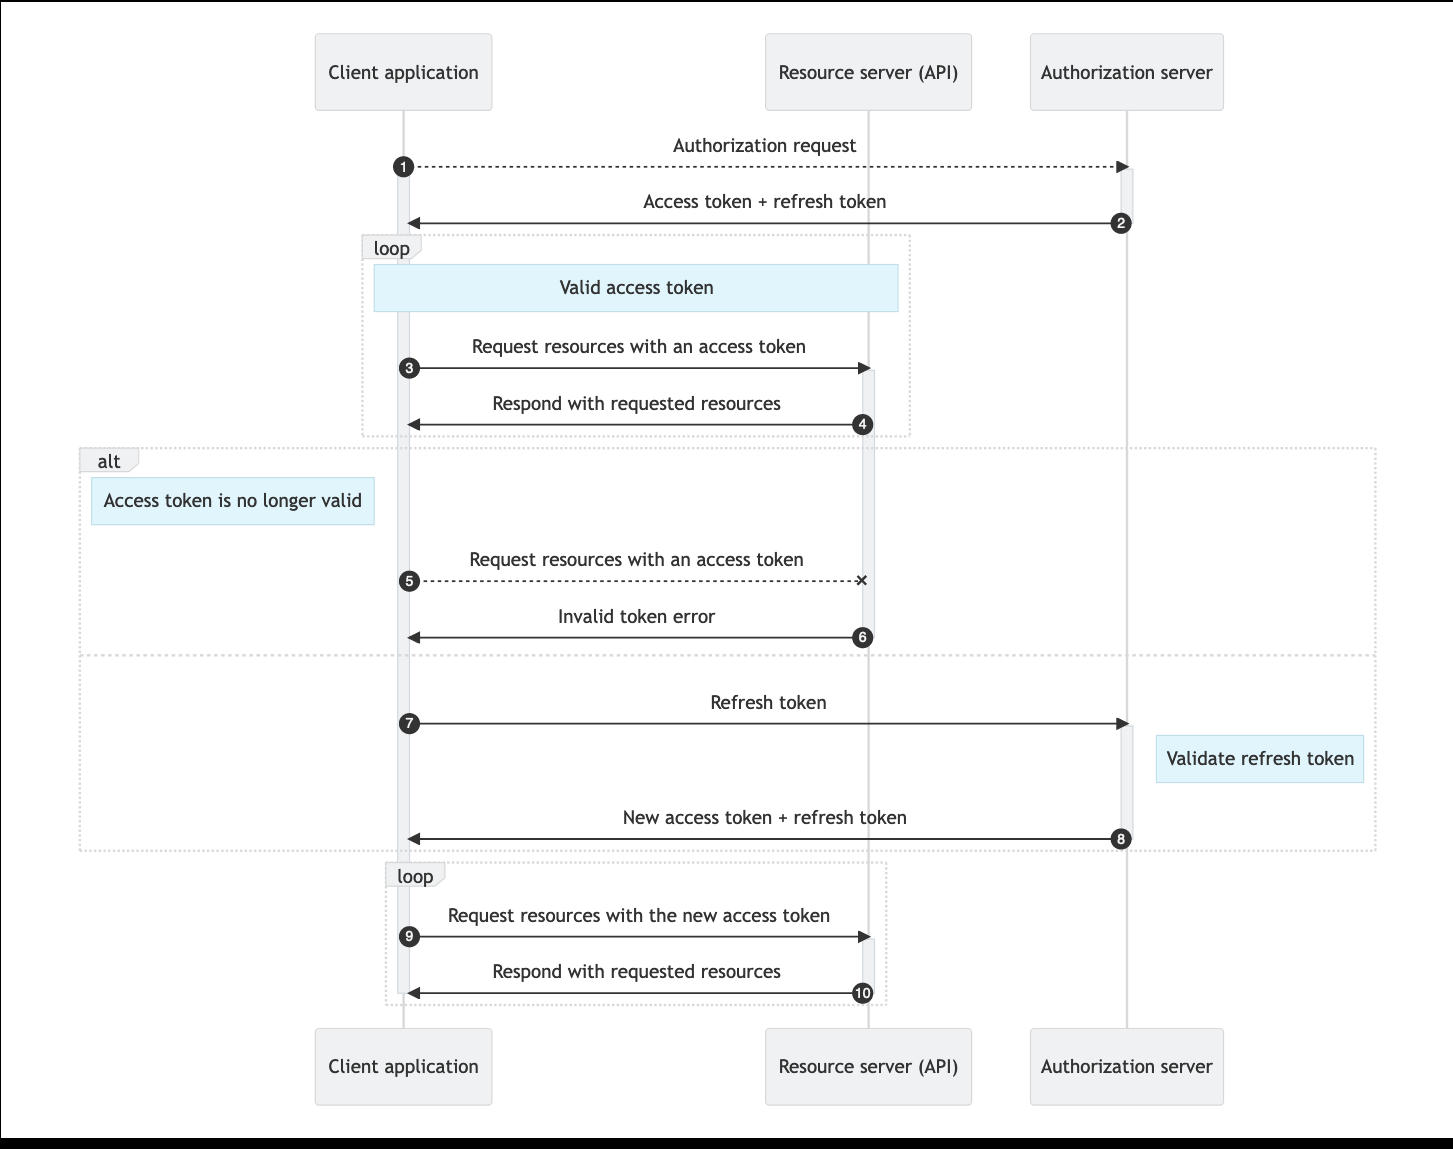 Client application
Resource server (API)
Authorization server
Authorization request
1
Access token + refresh token
2
loop
Valid access token
Request resources with an access token
3
Respond with requested resources
4
alt
Access token is no longer valid
Request resources with an access token
5
Invalid token error
6
Refresh token
7
Validate refresh token
New access token + refresh token
8
loop
Request resources with the new access token
9
Respond with requested resources
10
Client application
Resource server (API)
Authorization server